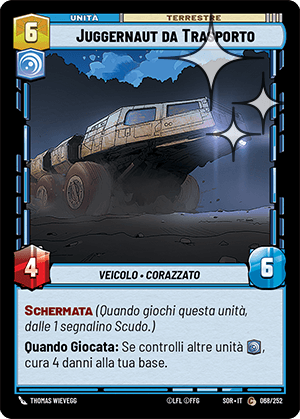 6
UNITÀ
TERRESTRE
JUGGERNAUT DA TRASPORTO
4
VEICOLO • CORAZZATO
6
SCHERMATA (Quando giochi questa unità,
dalle 1 segnalino Scudo.)
Quando Giocata: Se controlli altre unità ,
cura 4 danni alla tua base.
THOMAS WIEVEGG
©LFL ©FFG
SOR • IT
C
068/252